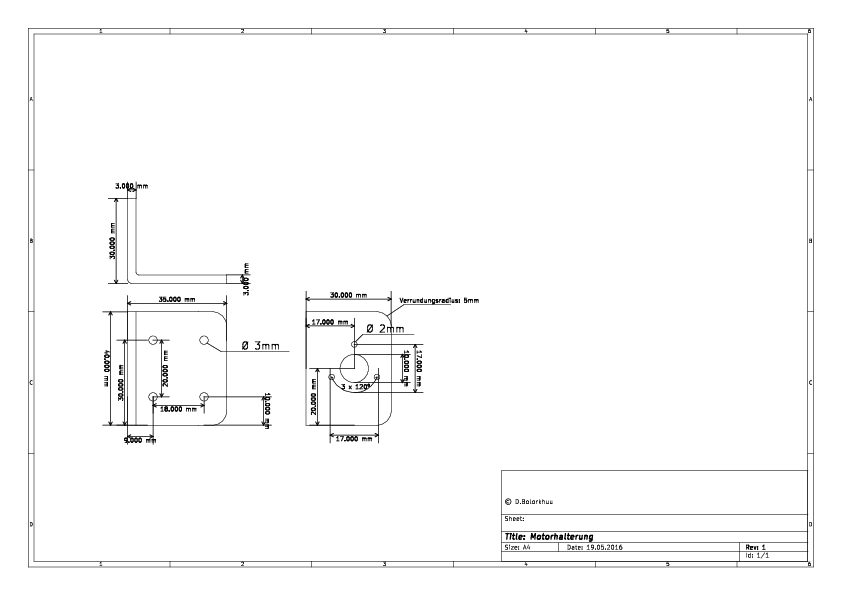 1 2 3 4 5 6
A A
3.000 mm
B B
30.000 mm
3.000 mm
35.000 mm
30.000 mm
Verrundungsradius: 5mm
17.000 mm
Ø 2mm
Ø 3mm
40.000 mm
30.000 mm
20.000 mm
10.000 mm
17.000 mm
C C
3 x 120°
20.000 mm
18.000 mm
10.000 mm
9.000 mm
17.000 mm
© D.Balarkhuu
Sheet:
D D
Title: Motorhalterung
Size: A4 Date: 19.05.2016 Rev: 1
Id: 1/1
1 2 3 4 5 6